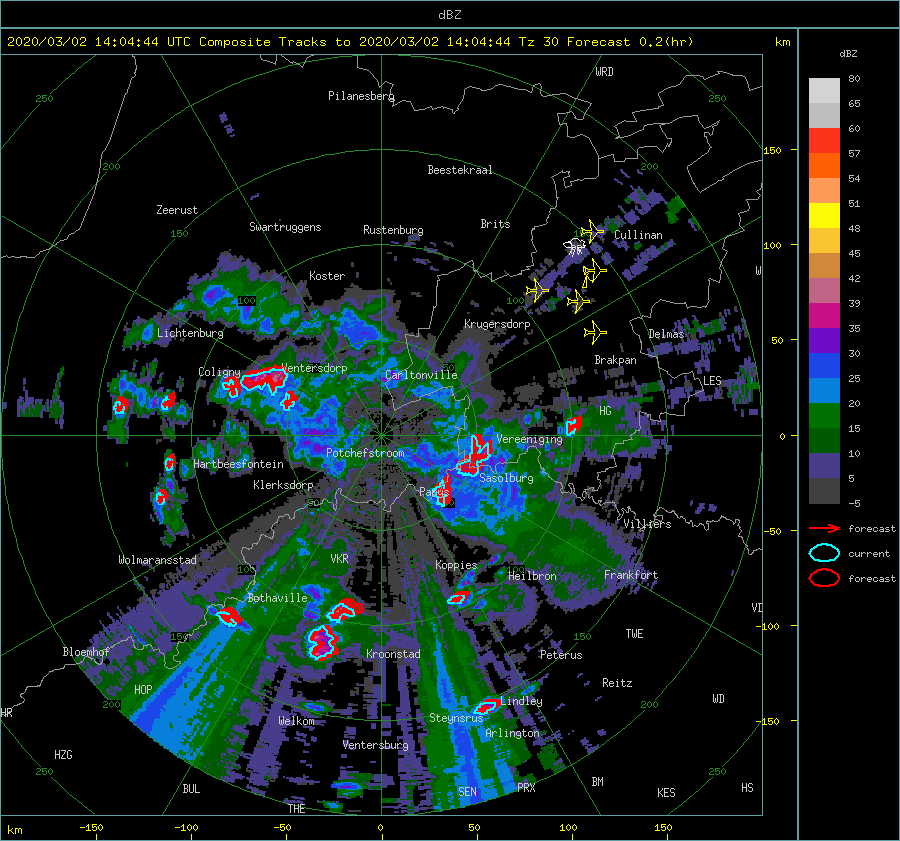 dBZ
2020/03/02 14:04:44 UTC Composite Tracks to 2020/03/02 14:04:44 Tz 30 Forecast 0.2(hr)
km
dBZ
WRD
80
250
Pilanesberg
250
65
60
150
57
200
Beestekraal
200
54
Zeerust
51
150
Swartruggens
Rustenburg
Brits
Cullinan
48
100
W
45
Koster
42
100
100
39
Lichtenburg
Krugersdorp
Delmas
35
50
30
Coligny
Ventersdorp
Carltonville
Brakpan
LES
25
20
HG
15
0
Vereeniging
Potchefstroom
10
Hartbeesfontein
Sasolburg
5
Klerksdorp
Parys
-5
50
Villiers
-50
forecast
Wolmaransstad
VKR
Koppies
current
100
100
Heilbron
Frankfort
forecast
Bothaville
VI
-100
150
150
TWE
Bloemhof
Kroonstad
Peterus
HOP
Reitz
200
Lindley
200
WD
HR
Welkom
Steynsrus
-150
Arlington
Ventersburg
HZG
250
250
BUL
SEN
PRX
BM
KES
HS
THE
km
-150
-100
-50
0
50
100
150